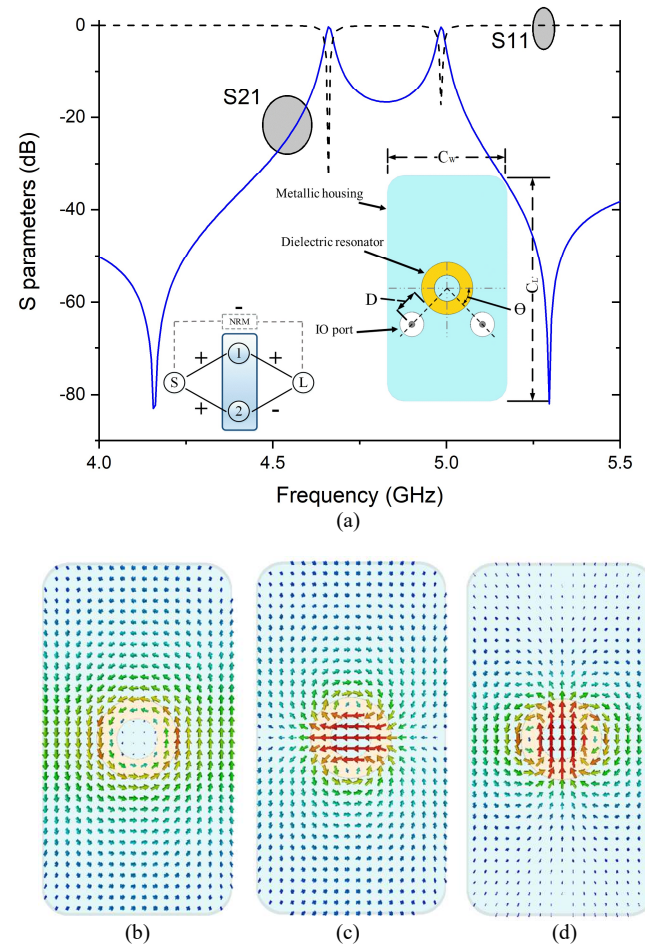 0
-20
-40
-60
-80
S parameters (dB)
4.0
4.5
5.0
5.5
Frequency (GHz)
S21
S11
Metallic housing
Dielectric resonator
IO port
D
Θ
Cw
CL
-
NRM
+
1
+
S
L
+
2
-
(a)
(b)
(c)
(d)